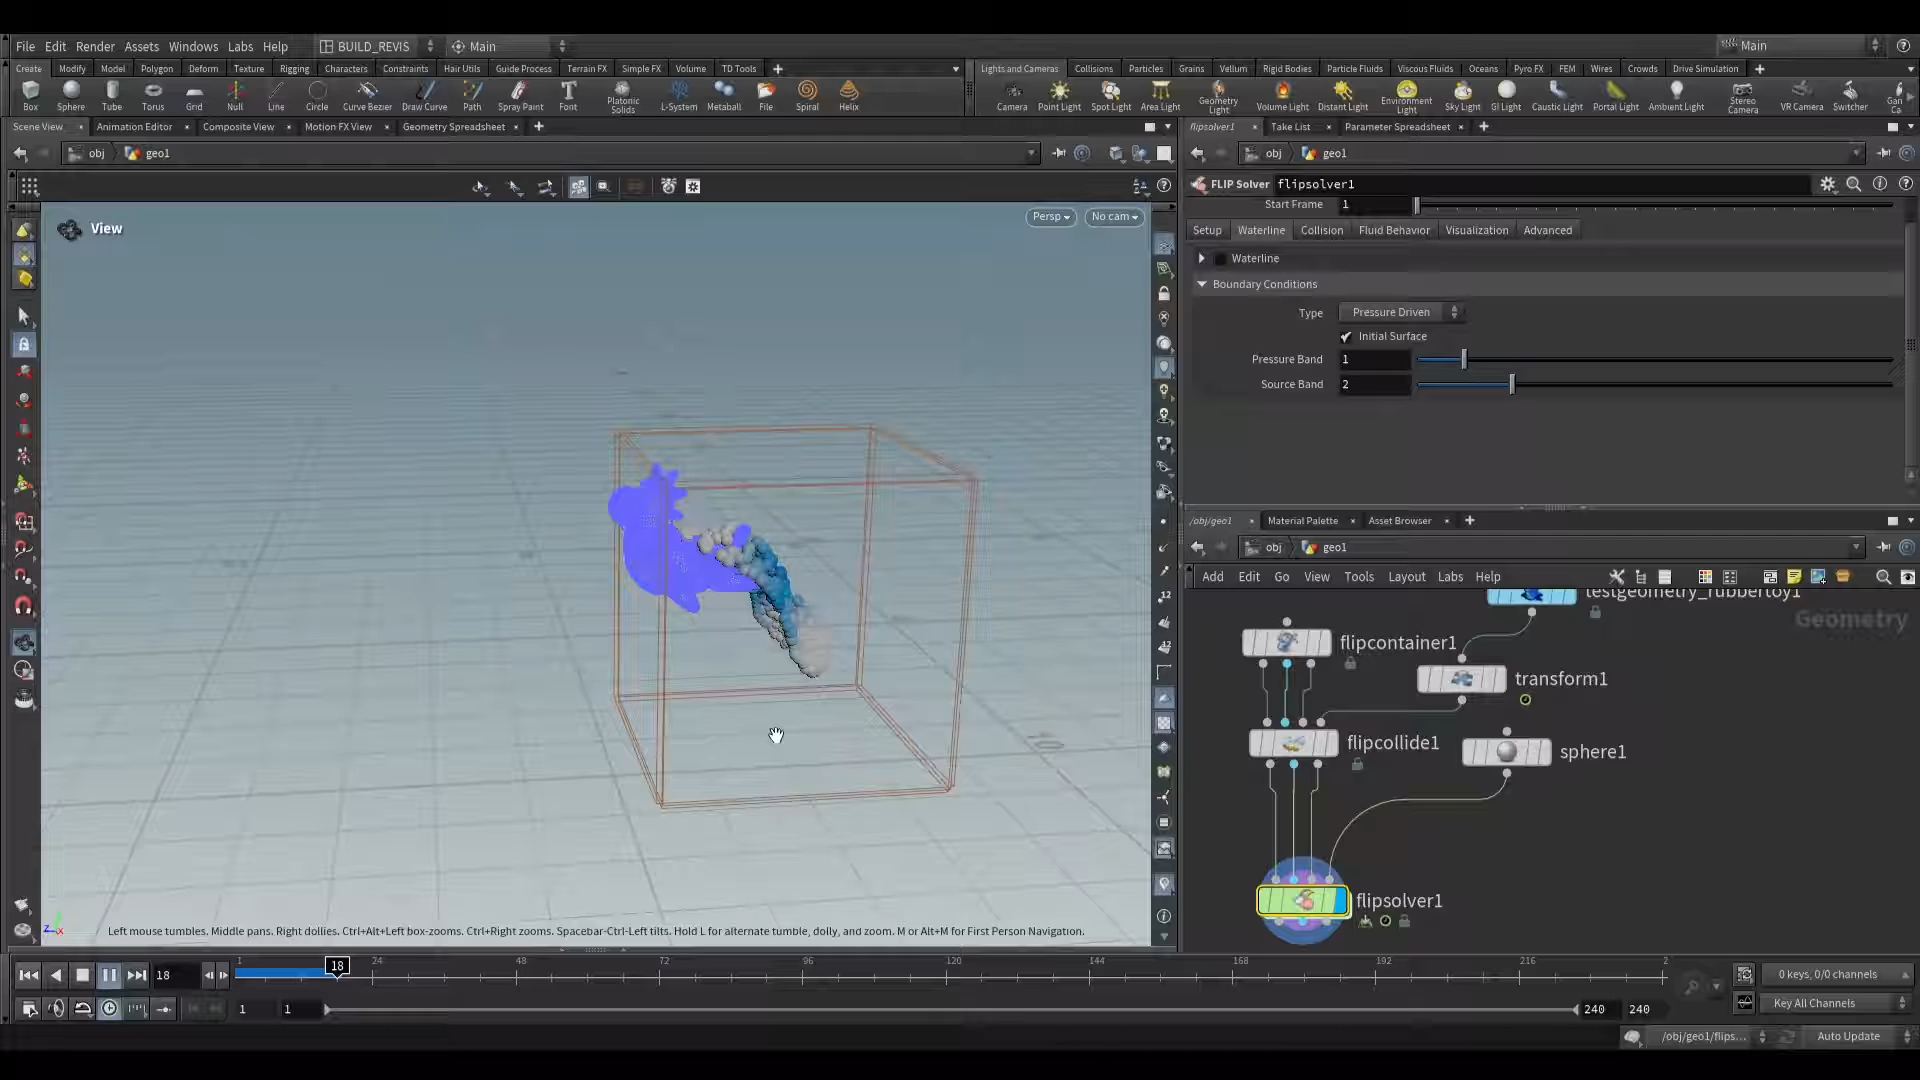 File Edit Render Assets Windows Labs Help BUILD_REVIS Main Main
Create Modify Model Polygon Deform Texture Rigging Characters Constraints Hair Utils Guide Process Terrain FX Simple FX Volume TD Tools
Lights and Cameras Collisions Particles Grains Vellum Rigid Bodies Particle Fluids Viscous Fluids Oceans Pyro FX FEM Wires Crowds Drive Simulation
Box Sphere Tube Torus Grid Null Line Circle Curve Bezier Draw Curve Path Spray Paint Font Platonic Solids L-System Metaball File Spiral Helix
Camera Point Light Spot Light Area Light Geometry Light Volume Light Distant Light Environment Light Sky Light GI Light Caustic Light Portal Light Ambient Light Stereo Camera VR Camera Switcher Gan Ca
Scene View Animation Editor Composite View Motion FX View Geometry Spreadsheet
flipsolver1 Take List Parameter Spreadsheet
obj geo1
obj geo1
FLIP Solver flipsolver1
Start Frame 1
View
Persp No cam
Setup Waterline Collision Fluid Behavior Visualization Advanced
Waterline
Boundary Conditions
Type Pressure Driven
Initial Surface
Pressure Band 1
Source Band 2
/obj/geo1 Material Palette Asset Browser
obj geo1
Add Edit Go View Tools Layout Labs Help
testgeometry_rubbertoy1
Geometry
flipcontainer1
transform1
flipcollide1
sphere1
flipsolver1
Left mouse tumbles. Middle pans. Right dollies. Ctrl+Alt+Left box-zooms. Ctrl+Right zooms. Spacebar-Ctrl-Left tilts. Hold L for alternate tumble, dolly, and zoom. M or Alt+M for First Person Navigation.
z x
18 1 18 24 48 72 96 120 144 168 192 216 2
0 keys, 0/0 channels
1 1 240 240
Key All Channels
/obj/geo1/flips...
Auto Update